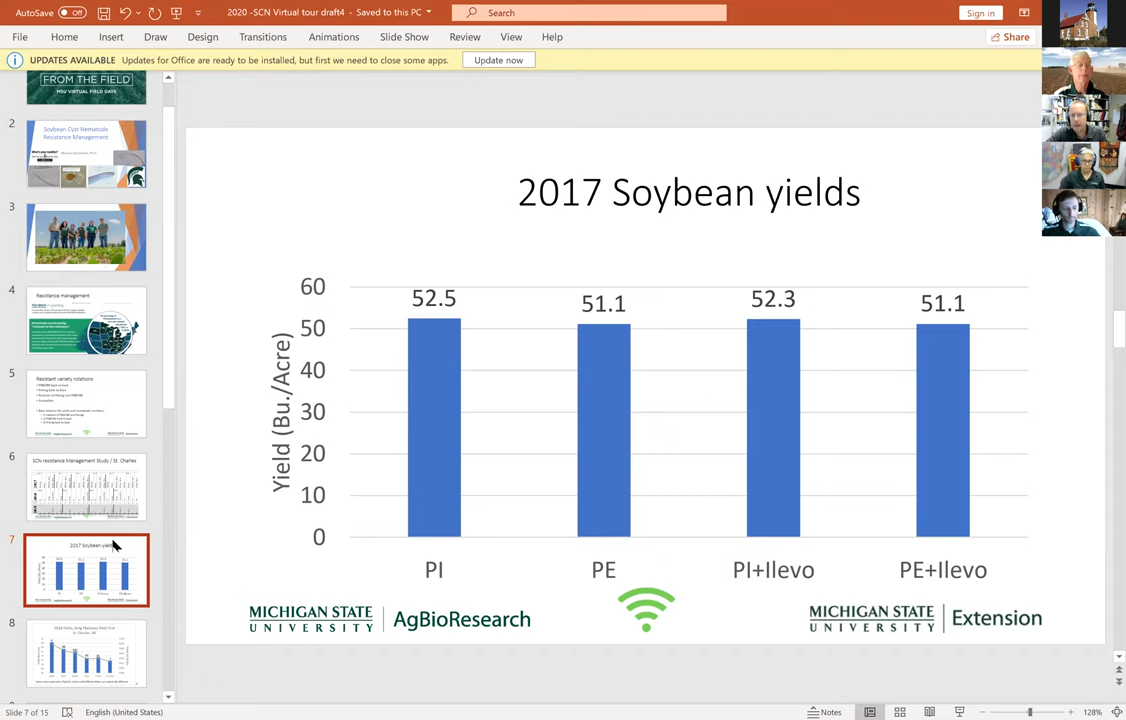 AutoSave Off 2020 -SCN Virtual tour draft4 - Saved to this PC Search Sign in
File Home Insert Draw Design Transitions Animations Slide Show Review View Help Share
UPDATES AVAILABLE Updates for Office are ready to be installed, but first we need to close some apps. Update now
FROM THE FIELD
MSU VIRTUAL FIELD DAYS
2
Soybean Cyst Nematode
Resistance Management
3
4
Resistance management
5
Resistant variety rotations
6
SCN resistance Management Study / St. Charles
7
2017 Soybean yields
8
2017 Soybean yields
Yield (Bu./Acre)
60
50
40
30
20
10
0
52.5
51.1
52.3
51.1
PI
PE
PI+Ilevo
PE+Ilevo
MICHIGAN STATE
UNIVERSITY
AgBioResearch
MICHIGAN STATE
UNIVERSITY
Extension
Slide 7 of 15 English (United States) Notes 128%